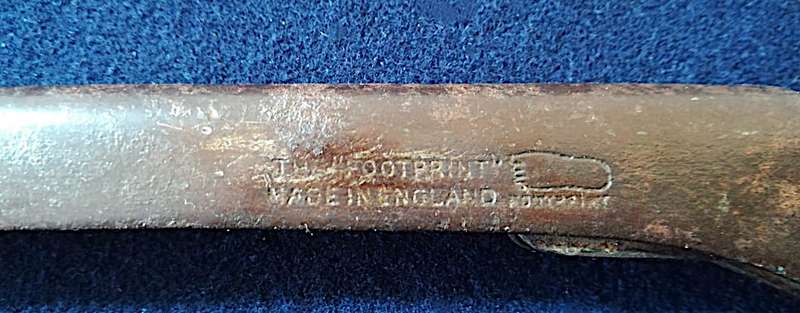 THE "FOOTPRINT"
MADE IN ENGLAND